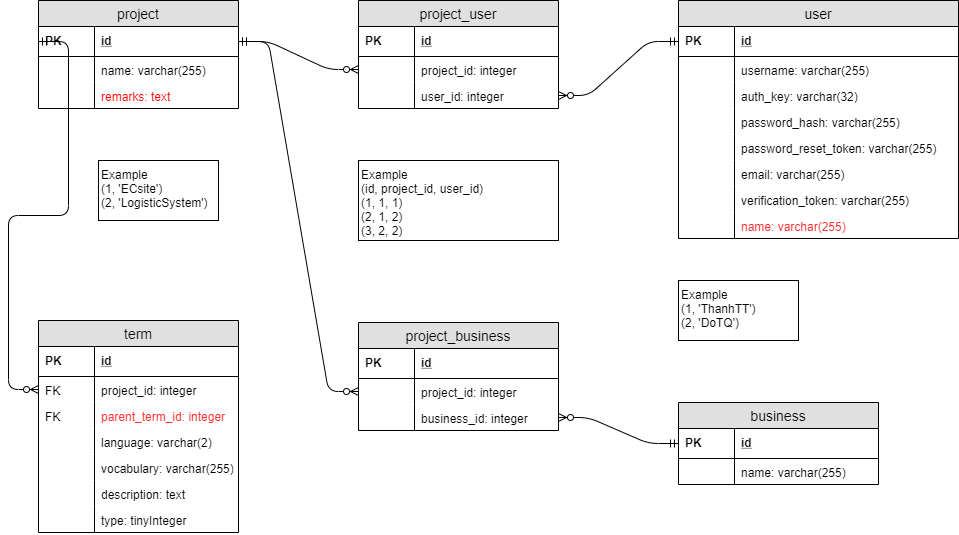 project
PK id
name: varchar(255)
remarks: text
project_user
PK id
project_id: integer
user_id: integer
user
PK id
username: varchar(255)
auth_key: varchar(32)
password_hash: varchar(255)
password_reset_token: varchar(255)
email: varchar(255)
verification_token: varchar(255)
name: varchar(255)
Example
(1, 'ECsite')
(2, 'LogisticSystem')
Example
(id, project_id, user_id)
(1, 1, 1)
(2, 1, 2)
(3, 2, 2)
Example
(1, 'ThanhTT')
(2, 'DoTQ')
term
PK id
FK project_id: integer
FK parent_term_id: integer
language: varchar(2)
vocabulary: varchar(255)
description: text
type: tinyInteger
project_business
PK id
project_id: integer
business_id: integer
business
PK id
name: varchar(255)